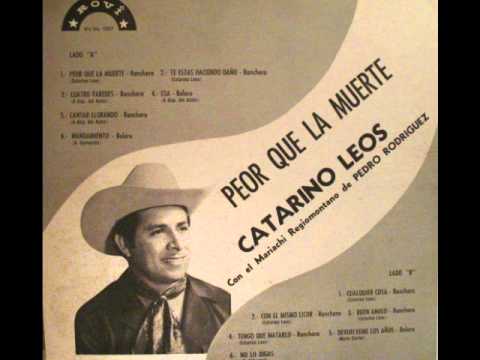 ROVI
LADO "A"
1.- PEOR QUE LA MUERTE - Ranchera
2.- TE ESTAS HACIENDO DAÑO - Ranchera
3.- CUATRO PAREDES - Ranchera
4.- ESA - Bolero
5.- CANTAR LLORANDO - Ranchera
6.- MANDAMIENTO - Bolero
PEOR QUE LA MUERTE
CATARINO LEOS
Con el Mariachi Regiomontano de PEDRO RODRIGUEZ
LADO "B"
1.- CUALQUIER COSA - Ranchera
2.- CON EL MISMO LICOR - Ranchera
3.- BUEN AMIGO - Ranchera
4.- TENGO QUE MATARLO - Ranchera
5.- DEVUELVEME LOS AÑOS - Bolero
6.- NO LO DIGAS